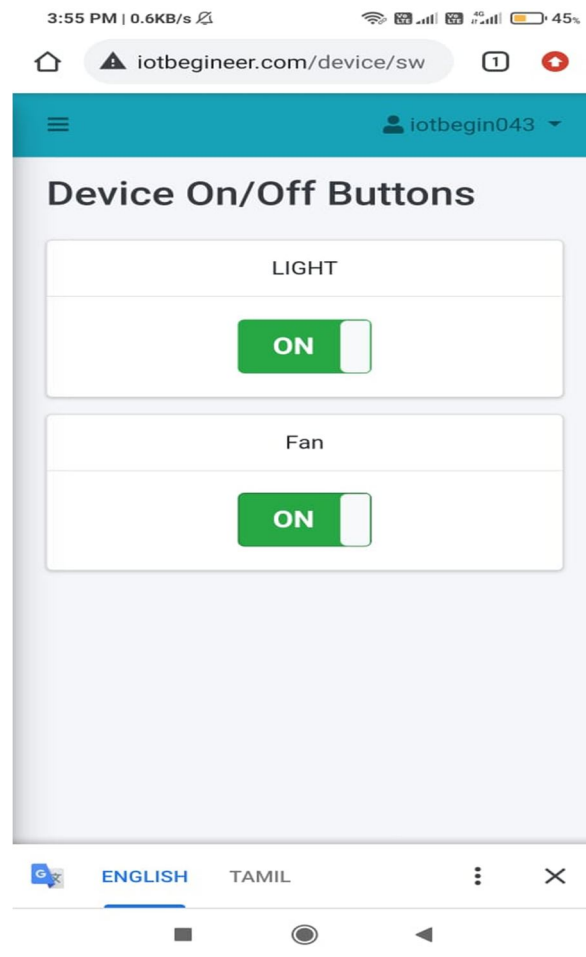 3:55 PM | 0.6KB/s 45%
iotbegineer.com/device/sw 1
iotbegin043
Device On/Off Buttons
LIGHT
ON
Fan
ON
ENGLISH TAMIL